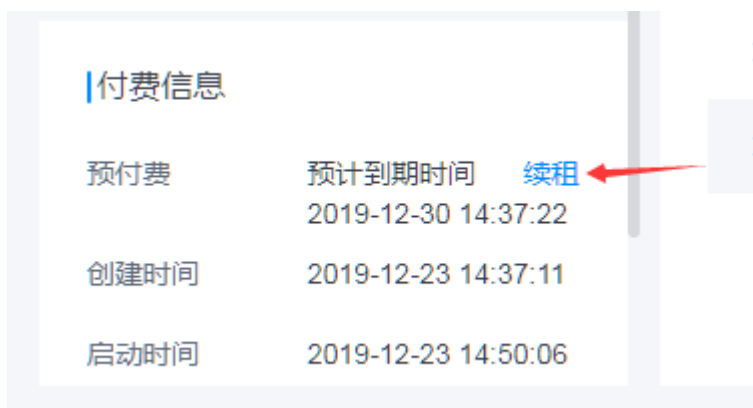 付费信息
预付费 预计到期时间 续租
2019-12-30 14:37:22
创建时间 2019-12-23 14:37:11
启动时间 2019-12-23 14:50:06